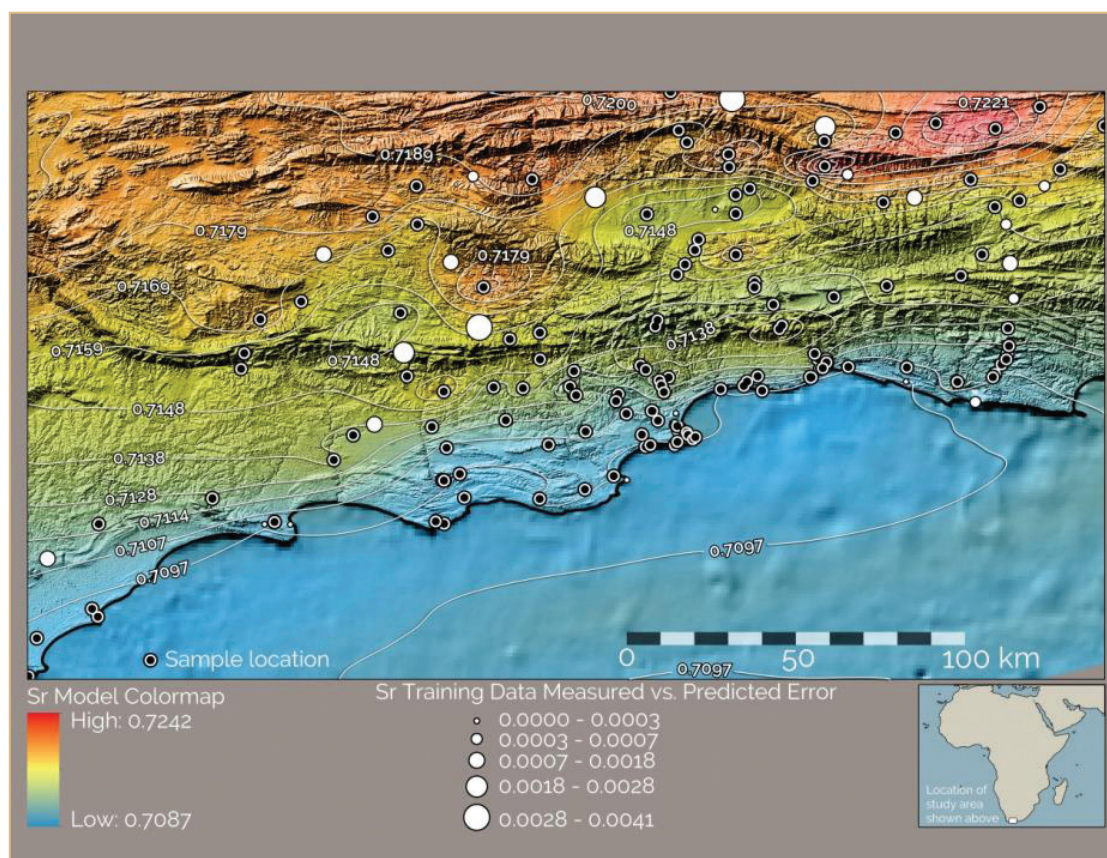 0.7200
0.7221
0.7189
0.7179
0.7148
0.7179
0.7169
0.7138
0.7159
0.7148
0.7148
0.7138
0.7128
0.7114
0.7107
0.7097
0.7097
Sample location
0 50 100 km
0.7097
Sr Model Colormap
High: 0.7242
Low: 0.7087
Sr Training Data Measured vs. Predicted Error
0.0000 - 0.0003
0.0003 - 0.0007
0.0007 - 0.0018
0.0018 - 0.0028
0.0028 - 0.0041
Location of
study area
shown above